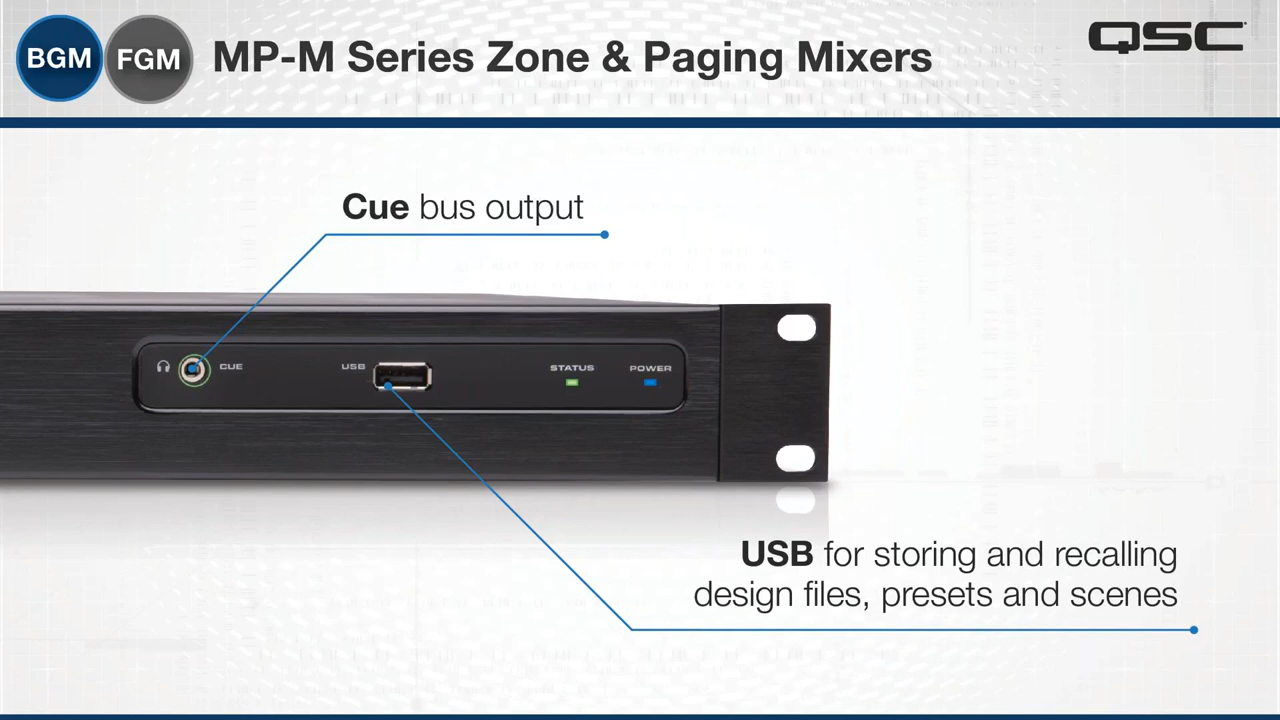 BGM FGM MP-M Series Zone & Paging Mixers
QSC
Cue bus output
CUE USB STATUS POWER
USB for storing and recalling
design files, presets and scenes